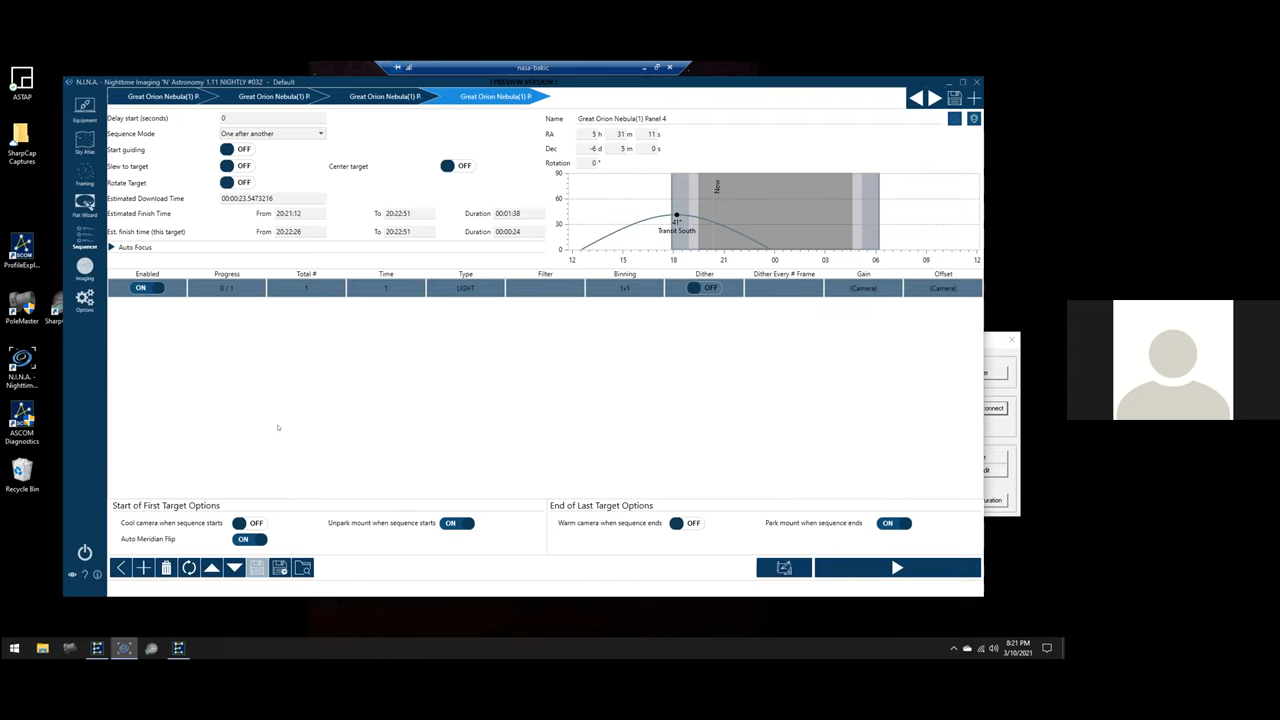 nasa-bakic
N.I.N.A. - Nighttime Imaging 'N' Astronomy 1.11 NIGHTLY #032 - Default
! PREVIEW VERSION !
Great Orion Nebula(1) P.
Great Orion Nebula(1) P.
Great Orion Nebula(1) P.
Great Orion Nebula(1) P.
ASTAP
SharpCap
Captures
ProfileExpl...
PoleMaster
Sharp
N.I.N.A. -
Nighttim...
ASCOM
Diagnostics
Recycle Bin
Equipment
Sky Atlas
Framing
Flat Wizard
Sequencer
Imaging
Options
Delay start (seconds) 0
Sequence Mode One after another
Start guiding OFF
Slew to target OFF Center target OFF
Rotate Target OFF
Estimated Download Time 00:00:23.5473216
Estimated Finish Time From 20:21:12 To 20:22:51 Duration 00:01:38
Est. finish time (this target) From 20:22:26 To 20:22:51 Duration 00:00:24
Auto Focus
Name Great Orion Nebula(1) Panel 4
RA 5 h 31 m 11 s
Dec -6 d 5 m 0 s
Rotation 0 °
90
60
30
0
Now
41°
Transit South
12 15 18 21 00 03 06 09 12
Enabled Progress Total # Time Type Filter Binning Dither Dither Every # Frame Gain Offset
ON 0 / 1 1 1 LIGHT 1x1 OFF (Camera) (Camera)
Start of First Target Options
Cool camera when sequence starts OFF Unpark mount when sequence starts ON
Auto Meridian Flip ON
End of Last Target Options
Warm camera when sequence ends OFF Park mount when sequence ends ON
onnect
dit
uration
8:21 PM
3/10/2021